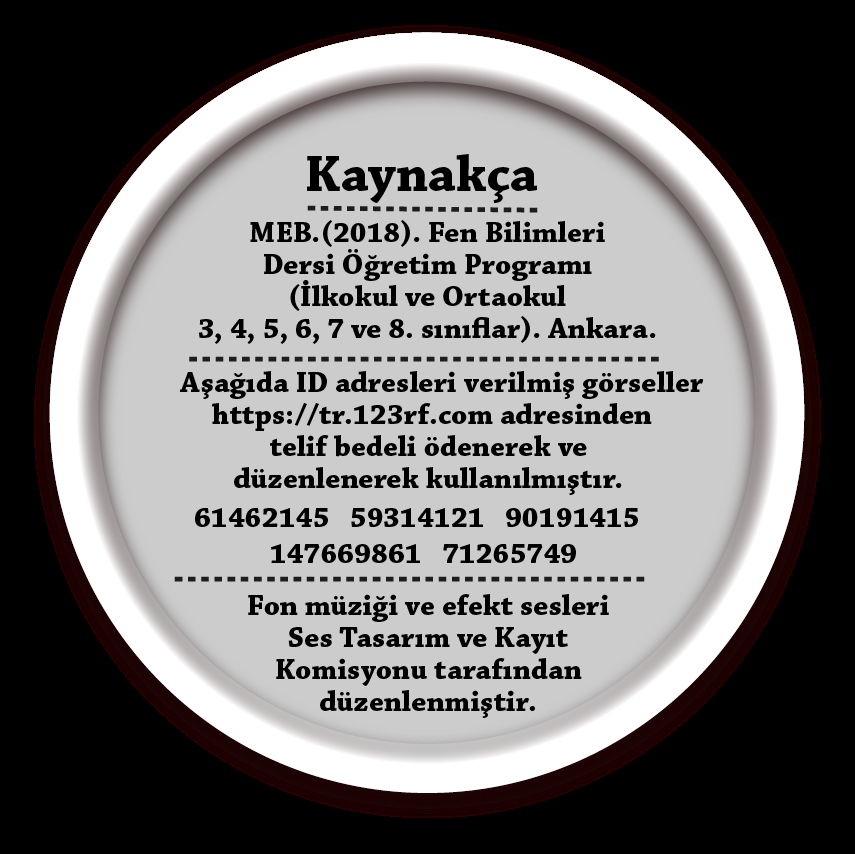 Kaynakça
MEB.(2018). Fen Bilimleri
Dersi Öğretim Programı
(İlkokul ve Ortaokul
3, 4, 5, 6, 7 ve 8. sınıflar). Ankara.
Aşağıda ID adresleri verilmiş görseller
https://tr.123rf.com adresinden
telif bedeli ödenerek ve
düzenlenerek kullanılmıştır.
61462145 59314121 90191415
147669861 71265749
Fon müziği ve efekt sesleri
Ses Tasarım ve Kayıt
Komisyonu tarafından
düzenlenmiştir.